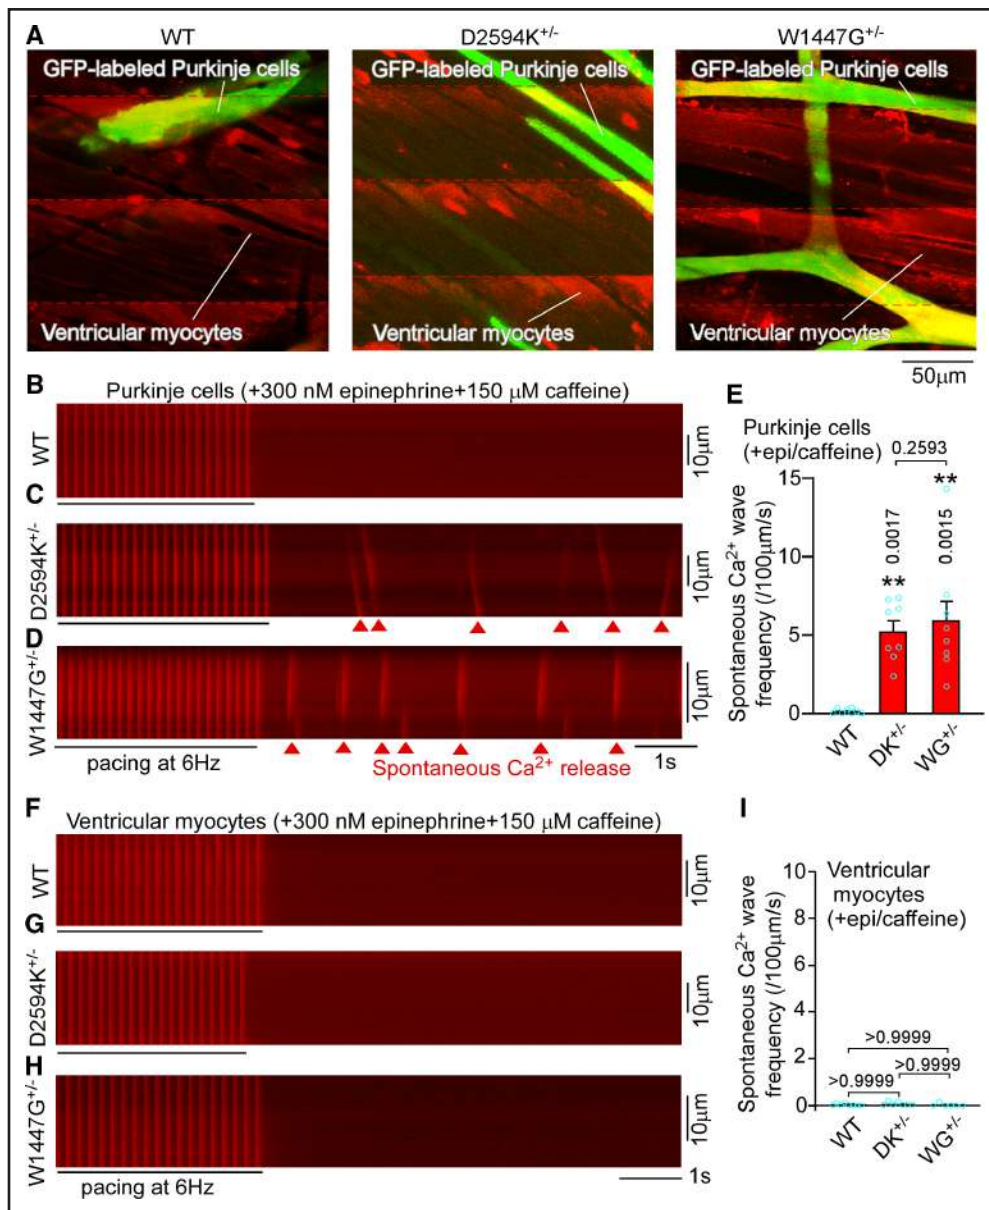 A
WT
D2594K+/-
W1447G+/-
GFP-labeled Purkinje cells
GFP-labeled Purkinje cells
GFP-labeled Purkinje cells
Ventricular myocytes
Ventricular myocytes
Ventricular myocytes
50μm
B
Purkinje cells (+300 nM epinephrine+150 μM caffeine)
WT
10μm
C
D2594K+/-
10μm
D
W1447G+/-
10μm
pacing at 6Hz
Spontaneous Ca2+ release
1s
E
Purkinje cells
(+epi/caffeine)
0.2593
Spontaneous Ca2+ wave
frequency (/100μm/s)
15
10
5
0
**
0.0017
**
0.0015
WT
DK+/-
WG+/-
F
Ventricular myocytes (+300 nM epinephrine+150 μM caffeine)
WT
10μm
G
D2594K+/-
10μm
H
W1447G+/-
10μm
pacing at 6Hz
1s
I
Ventricular
myocytes
(+epi/caffeine)
Spontaneous Ca2+ wave
frequency (/100μm/s)
10
8
6
4
2
0
>0.9999
>0.9999
>0.9999
WT
DK+/-
WG+/-